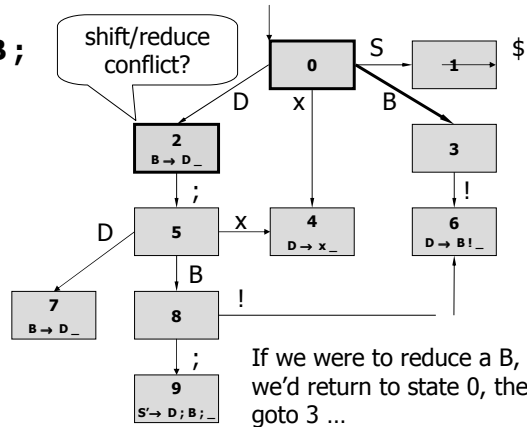 B ;
shift/reduce
conflict?
0
S
1
$
D
x
B
2
B → D _
3
;
!
D
5
x
4
D → x _
6
D → B ! _
B
7
B → D _
8
!
;
9
S' → D ; B ; _
If we were to reduce a B,
we'd return to state 0, the
goto 3 ...